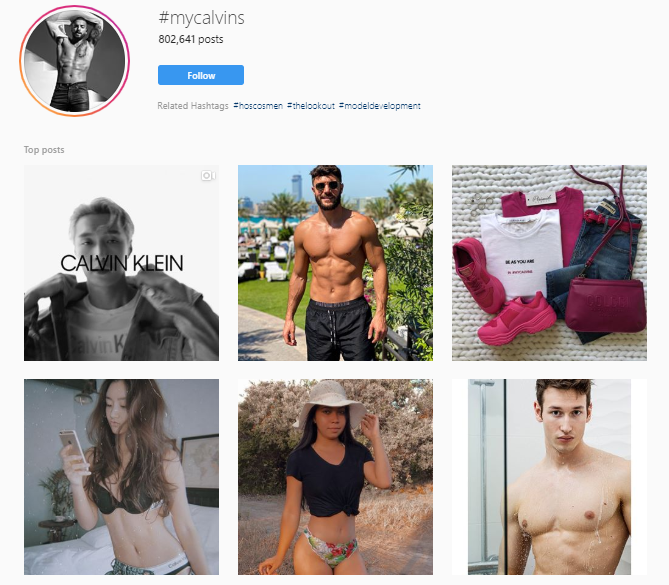 #mycalvins
802,641 posts
Follow
Related Hashtags #hoscosmen #thelookout #modeldevelopment
Top posts
CALVIN KLEIN
Calvin K
BE AS YOU ARE
IN #MYCALVINS